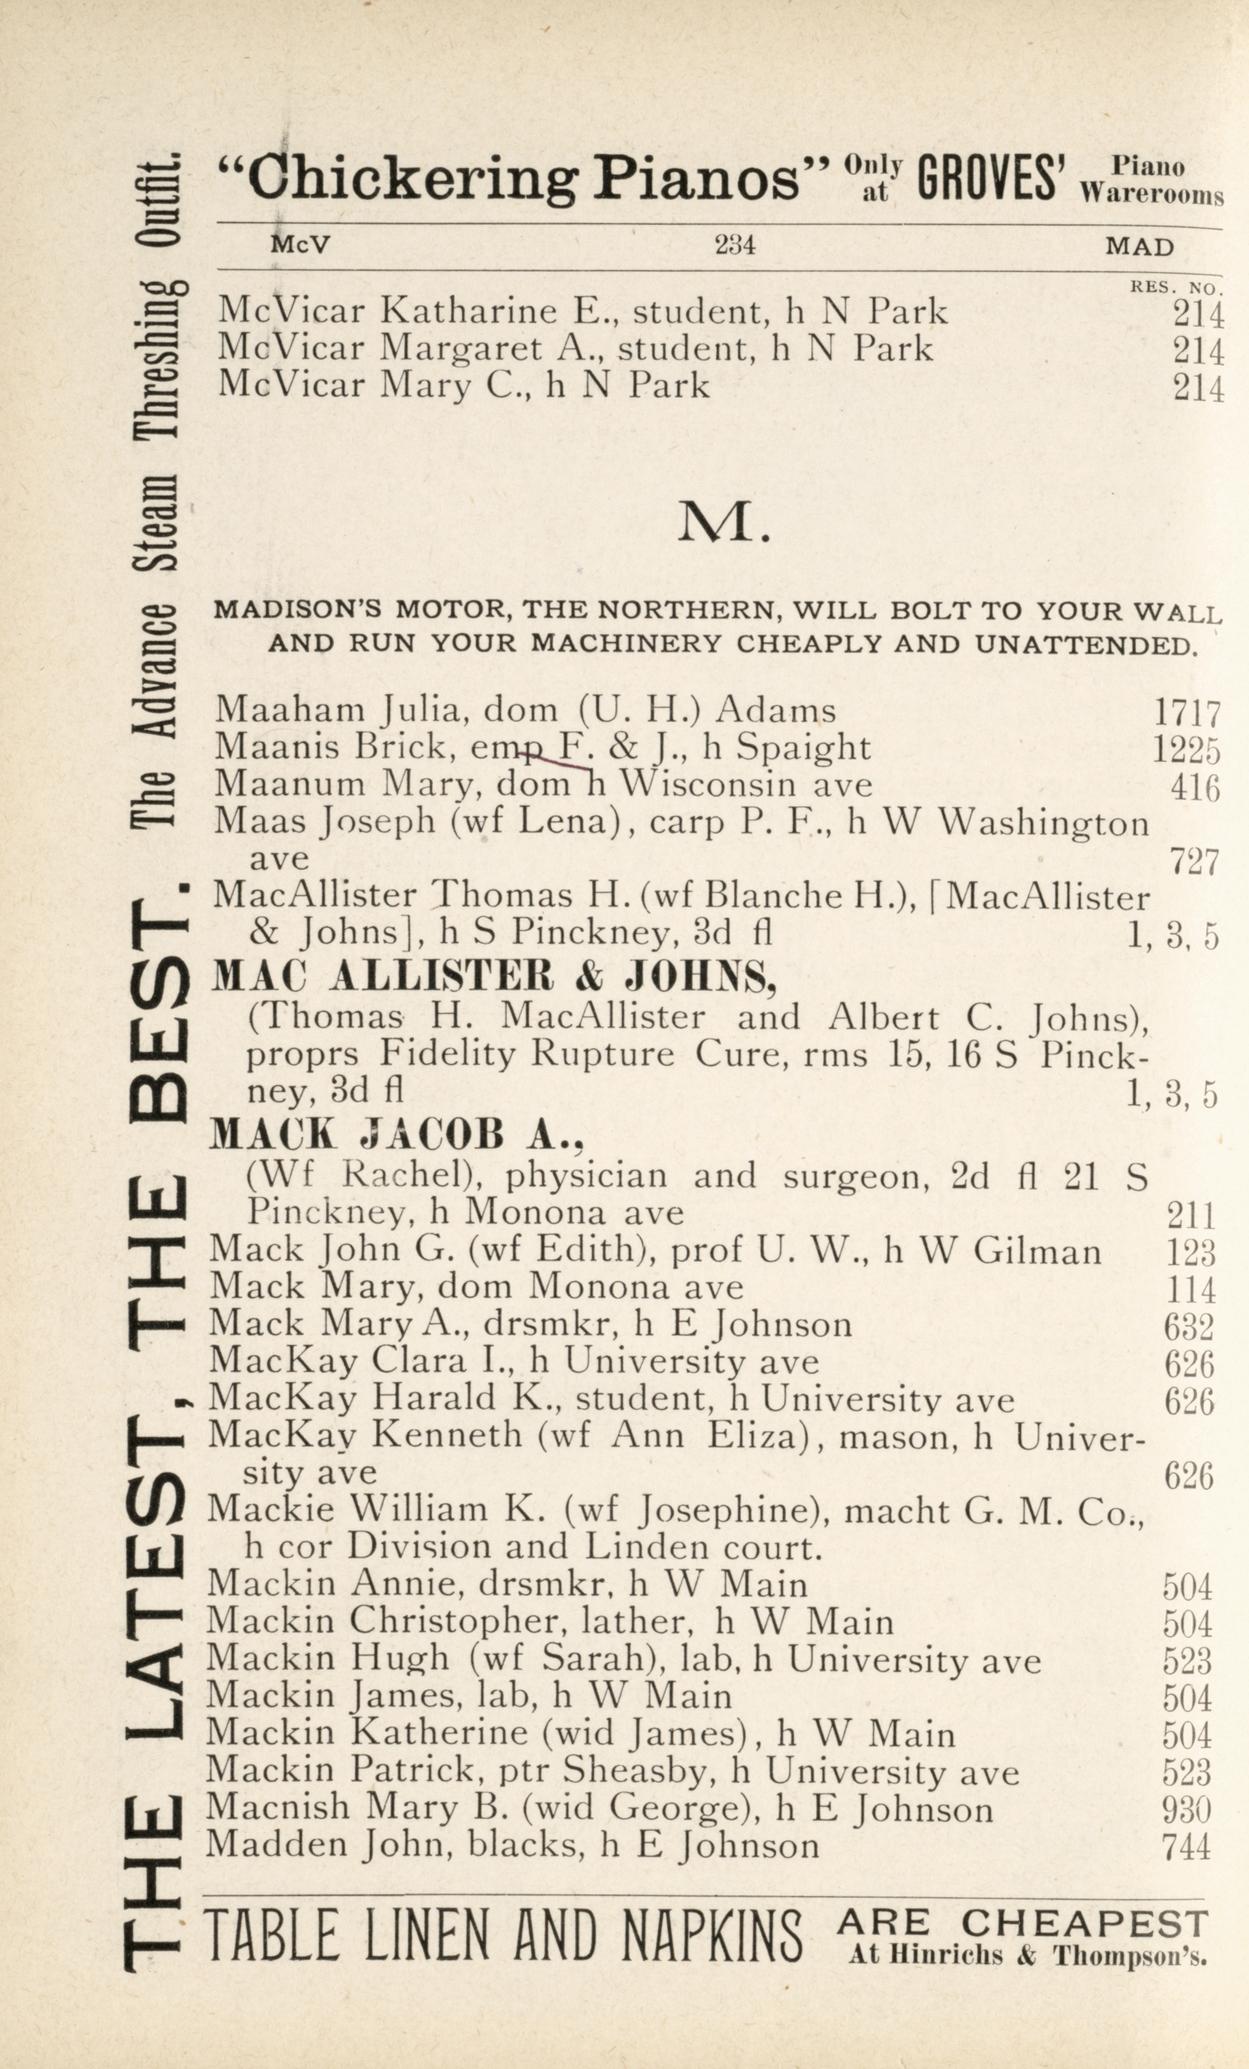 "Chickering Pianos" Only at GROVES' Piano Warerooms
McV 234 MAD
RES. NO.
McVicar Katharine E., student, h N Park 214
McVicar Margaret A., student, h N Park 214
McVicar Mary C., h N Park 214
M.
MADISON'S MOTOR, THE NORTHERN, WILL BOLT TO YOUR WALL
AND RUN YOUR MACHINERY CHEAPLY AND UNATTENDED.
Maaham Julia, dom (U. H.) Adams 1717
Maanis Brick, emp F. & J., h Spaight 1225
Maanum Mary, dom h Wisconsin ave 416
Maas Joseph (wf Lena), carp P. F., h W Washington
ave 727
MacAllister Thomas H. (wf Blanche H.), [MacAllister
& Johns], h S Pinckney, 3d fl 1, 3, 5
MAC ALLISTER & JOHNS,
(Thomas H. MacAllister and Albert C. Johns),
proprs Fidelity Rupture Cure, rms 15, 16 S Pinck-
ney, 3d fl 1, 3, 5
MACK JACOB A.,
(Wf Rachel), physician and surgeon, 2d fl 21 S
Pinckney, h Monona ave 211
Mack John G. (wf Edith), prof U. W., h W Gilman 123
Mack Mary, dom Monona ave 114
Mack Mary A., drsmkr, h E Johnson 632
MacKay Clara I., h University ave 626
MacKay Harald K., student, h University ave 626
MacKay Kenneth (wf Ann Eliza), mason, h Univer-
sity ave 626
Mackie William K. (wf Josephine), macht G. M. Co.,
h cor Division and Linden court.
Mackin Annie, drsmkr, h W Main 504
Mackin Christopher, lather, h W Main 504
Mackin Hugh (wf Sarah), lab, h University ave 523
Mackin James, lab, h W Main 504
Mackin Katherine (wid James), h W Main 504
Mackin Patrick, ptr Sheasby, h University ave 523
Macnish Mary B. (wid George), h E Johnson 930
Madden John, blacks, h E Johnson 744
TABLE LINEN AND NAPKINS ARE CHEAPEST
At Hinrichs & Thompson's.
THE LATEST, THE BEST. The Advance Steam Threshing Outfit.